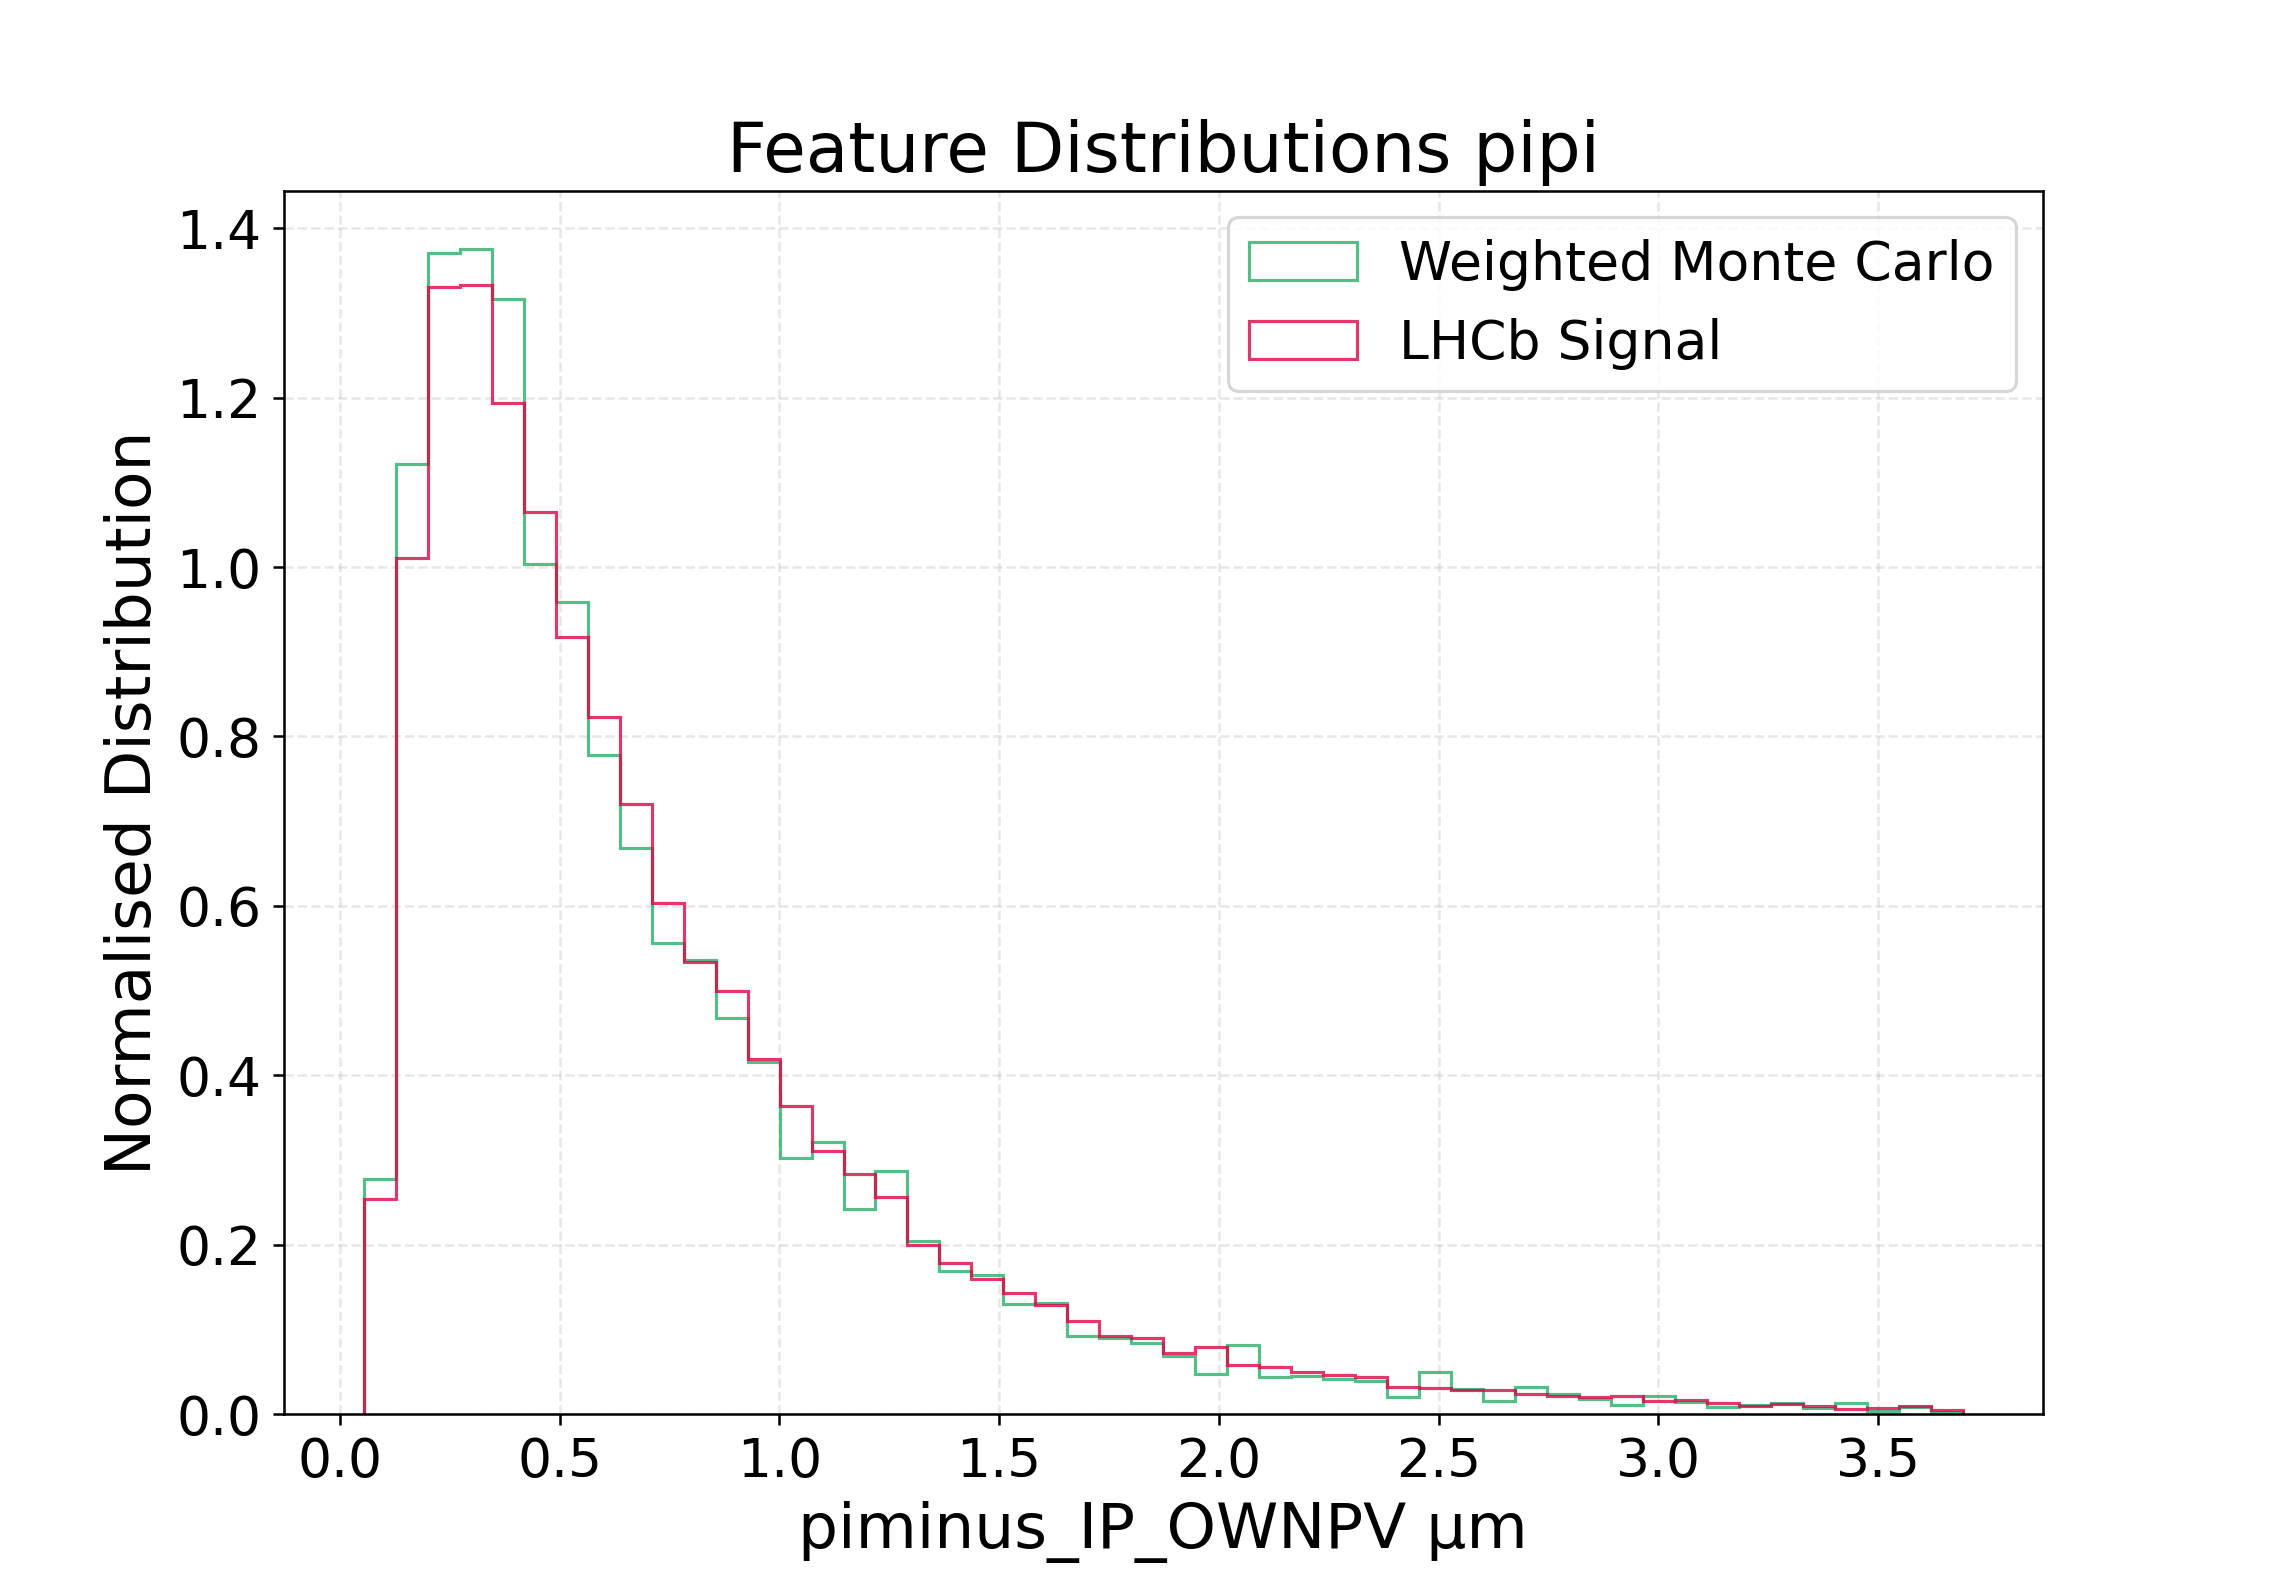 Feature Distributions pipi
Weighted Monte Carlo
LHCb Signal
Normalised Distribution
1.4
1.2
1.0
0.8
0.6
0.4
0.2
0.0
0.0 0.5 1.0 1.5 2.0 2.5 3.0 3.5
piminus_IP_OWNPV μm